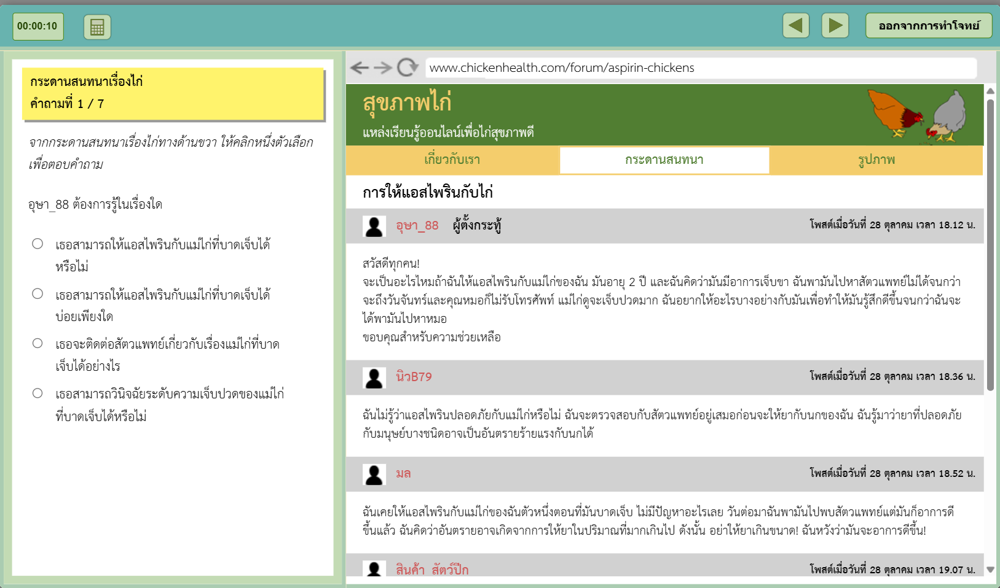 00:00:10
ออกจากการทำโจทย์
กระดานสนทนาเรื่องไก่
คำถามที่ 1 / 7
จากกระดานสนทนาเรื่องไก่ทางด้านขวา ให้คลิกหนึ่งตัวเลือก
เพื่อตอบคำถาม
อุษา_88 ต้องการรู้ในเรื่องใด
เธอสามารถให้แอสไพรินกับแม่ไก่ที่บาดเจ็บได้
หรือไม่
เธอสามารถให้แอสไพรินกับแม่ไก่ที่บาดเจ็บได้
บ่อยเพียงใด
เธอจะติดต่อสัตวแพทย์เกี่ยวกับเรื่องแม่ไก่ที่บาด
เจ็บได้อย่างไร
เธอสามารถวินิจฉัยระดับความเจ็บปวดของแม่ไก่
ที่บาดเจ็บได้หรือไม่
www.chickenhealth.com/forum/aspirin-chickens
สุขภาพไก่
แหล่งเรียนรู้ออนไลน์เพื่อไก่สุขภาพดี
เกี่ยวกับเรา กระดานสนทนา รูปภาพ
การให้แอสไพรินกับไก่
อุษา_88 ผู้ตั้งกระทู้ โพสต์เมื่อวันที่ 28 ตุลาคม เวลา 18.12 น.
สวัสดีทุกคน!
จะเป็นอะไรไหมถ้าฉันให้แอสไพรินกับแม่ไก่ของฉัน มันอายุ 2 ปี และฉันคิดว่ามันมีอาการเจ็บขา ฉันพามันไปหาสัตวแพทย์ไม่ได้จนกว่า
จะถึงวันจันทร์และคุณหมอก็ไม่รับโทรศัพท์ แม่ไก่ดูจะเจ็บปวดมาก ฉันอยากให้อะไรบางอย่างกับมันเพื่อทำให้มันรู้สึกดีขึ้นจนกว่าฉันจะ
ได้พามันไปหาหมอ
ขอบคุณสำหรับความช่วยเหลือ
นิวB79 โพสต์เมื่อวันที่ 28 ตุลาคม เวลา 18.36 น.
ฉันไม่รู้ว่าแอสไพรินปลอดภัยกับแม่ไก่หรือไม่ ฉันจะตรวจสอบกับสัตวแพทย์อยู่เสมอก่อนจะให้ยากับนกของฉัน ฉันรู้มาว่ายาที่ปลอดภัย
กับมนุษย์บางชนิดอาจเป็นอันตรายร้ายแรงกับนกได้
มล โพสต์เมื่อวันที่ 28 ตุลาคม เวลา 18.52 น.
ฉันเคยให้แอสไพรินกับแม่ไก่ของฉันตัวหนึ่งตอนที่มันบาดเจ็บ ไม่มีปัญหาอะไรเลย วันต่อมาฉันพามันไปพบสัตวแพทย์แต่มันก็อาการดี
ขึ้นแล้ว ฉันคิดว่าอันตรายอาจเกิดจากการให้ยาในปริมาณที่มากเกินไป ดังนั้น อย่าให้ยาเกินขนาด! ฉันหวังว่ามันจะอาการดีขึ้น!
สินค้า_สัตว์ปีก โพสต์เมื่อวันที่ 28 ตุลาคม เวลา 19.07 น.